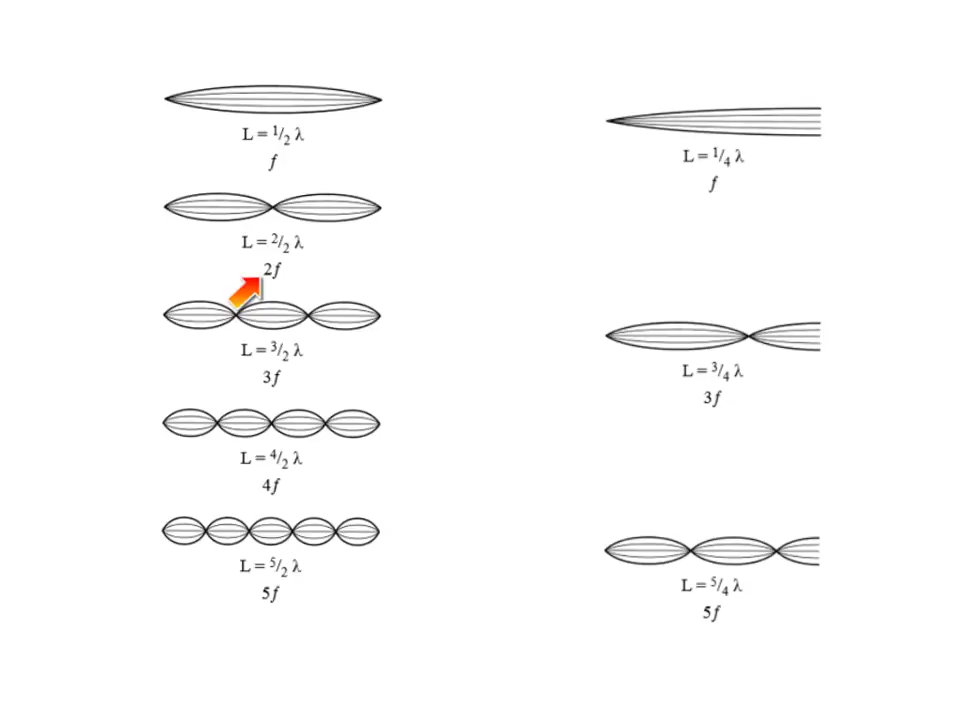 L = 1/2 λ
f
L = 2/2 λ
2f
L = 3/2 λ
3f
L = 4/2 λ
4f
L = 5/2 λ
5f
L = 1/4 λ
f
L = 3/4 λ
3f
L = 5/4 λ
5f